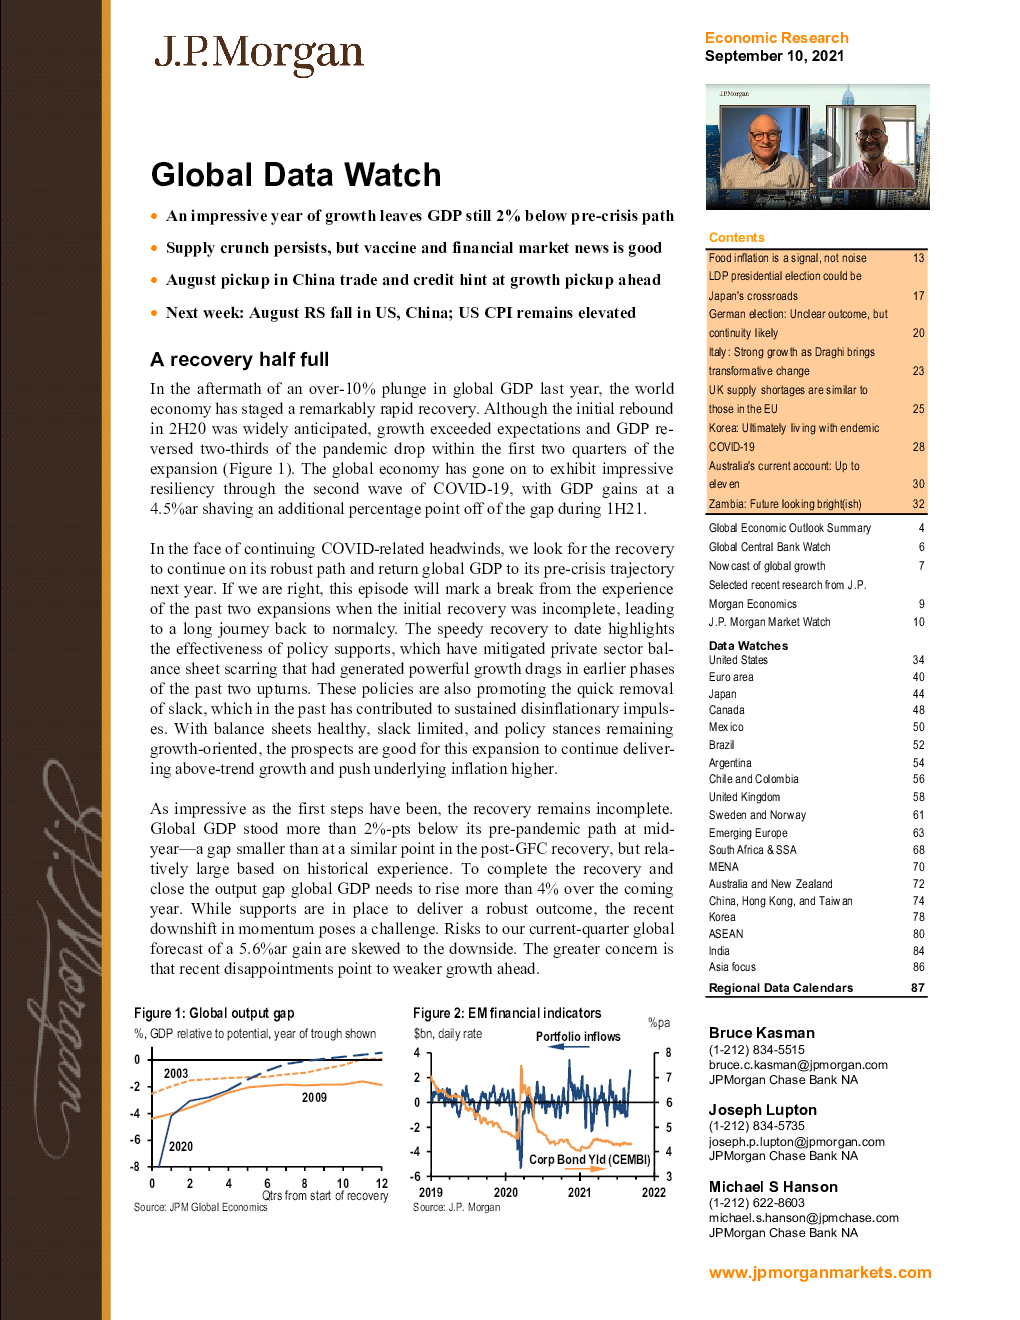 J.P.Morgan
Economic Research
September 10, 2021
J.P.Morgan
Global Data Watch
• An impressive year of growth leaves GDP still 2% below pre-crisis path
• Supply crunch persists, but vaccine and financial market news is good
• August pickup in China trade and credit hint at growth pickup ahead
• Next week: August RS fall in US, China; US CPI remains elevated
A recovery half full
In the aftermath of an over-10% plunge in global GDP last year, the world
economy has staged a remarkably rapid recovery. Although the initial rebound
in 2H20 was widely anticipated, growth exceeded expectations and GDP re-
versed two-thirds of the pandemic drop within the first two quarters of the
expansion (Figure 1). The global economy has gone on to exhibit impressive
resiliency through the second wave of COVID-19, with GDP gains at a
4.5%ar shaving an additional percentage point off of the gap during 1H21.
In the face of continuing COVID-related headwinds, we look for the recovery
to continue on its robust path and return global GDP to its pre-crisis trajectory
next year. If we are right, this episode will mark a break from the experience
of the past two expansions when the initial recovery was incomplete, leading
to a long journey back to normalcy. The speedy recovery to date highlights
the effectiveness of policy supports, which have mitigated private sector bal-
ance sheet scarring that had generated powerful growth drags in earlier phases
of the past two upturns. These policies are also promoting the quick removal
of slack, which in the past has contributed to sustained disinflationary impuls-
es. With balance sheets healthy, slack limited, and policy stances remaining
growth-oriented, the prospects are good for this expansion to continue deliver-
ing above-trend growth and push underlying inflation higher.
As impressive as the first steps have been, the recovery remains incomplete.
Global GDP stood more than 2%-pts below its pre-pandemic path at mid-
year—a gap smaller than at a similar point in the post-GFC recovery, but rela-
tively large based on historical experience. To complete the recovery and
close the output gap global GDP needs to rise more than 4% over the coming
year. While supports are in place to deliver a robust outcome, the recent
downshift in momentum poses a challenge. Risks to our current-quarter global
forecast of a 5.6%ar gain are skewed to the downside. The greater concern is
that recent disappointments point to weaker growth ahead.
Figure 1: Global output gap
%, GDP relative to potential, year of trough shown
0
-2
-4
-6
-8
2003
2009
2020
0 2 4 6 8 10 12
Qtrs from start of recovery
Source: JPM Global Economics
Figure 2: EM financial indicators
$bn, daily rate
%pa
Portfolio inflows
4
2
0
-2
-4
-6
8
7
6
5
4
3
Corp Bond Yld (CEMBI)
2019 2020 2021 2022
Source: J.P. Morgan
Contents
Food inflation is a signal, not noise 13
LDP presidential election could be
Japan's crossroads 17
German election: Unclear outcome, but
continuity likely 20
Italy: Strong growth as Draghi brings
transformative change 23
UK supply shortages are similar to
those in the EU 25
Korea: Ultimately living with endemic
COVID-19 28
Australia's current account: Up to
eleven 30
Zambia: Future looking bright(ish) 32
Global Economic Outlook Summary 4
Global Central Bank Watch 6
Nowcast of global growth 7
Selected recent research from J.P.
Morgan Economics 9
J.P. Morgan Market Watch 10
Data Watches
United States 34
Euro area 40
Japan 44
Canada 48
Mexico 50
Brazil 52
Argentina 54
Chile and Colombia 56
United Kingdom 58
Sweden and Norway 61
Emerging Europe 63
South Africa & SSA 68
MENA 70
Australia and New Zealand 72
China, Hong Kong, and Taiwan 74
Korea 78
ASEAN 80
India 84
Asia focus 86
Regional Data Calendars 87
Bruce Kasman
(1-212) 834-5515
bruce.c.kasman@jpmorgan.com
JPMorgan Chase Bank NA
Joseph Lupton
(1-212) 834-5735
joseph.p.lupton@jpmorgan.com
JPMorgan Chase Bank NA
Michael S Hanson
(1-212) 622-8603
michael.s.hanson@jpmchase.com
JPMorgan Chase Bank NA
www.jpmorganmarkets.com
J.P.Morgan